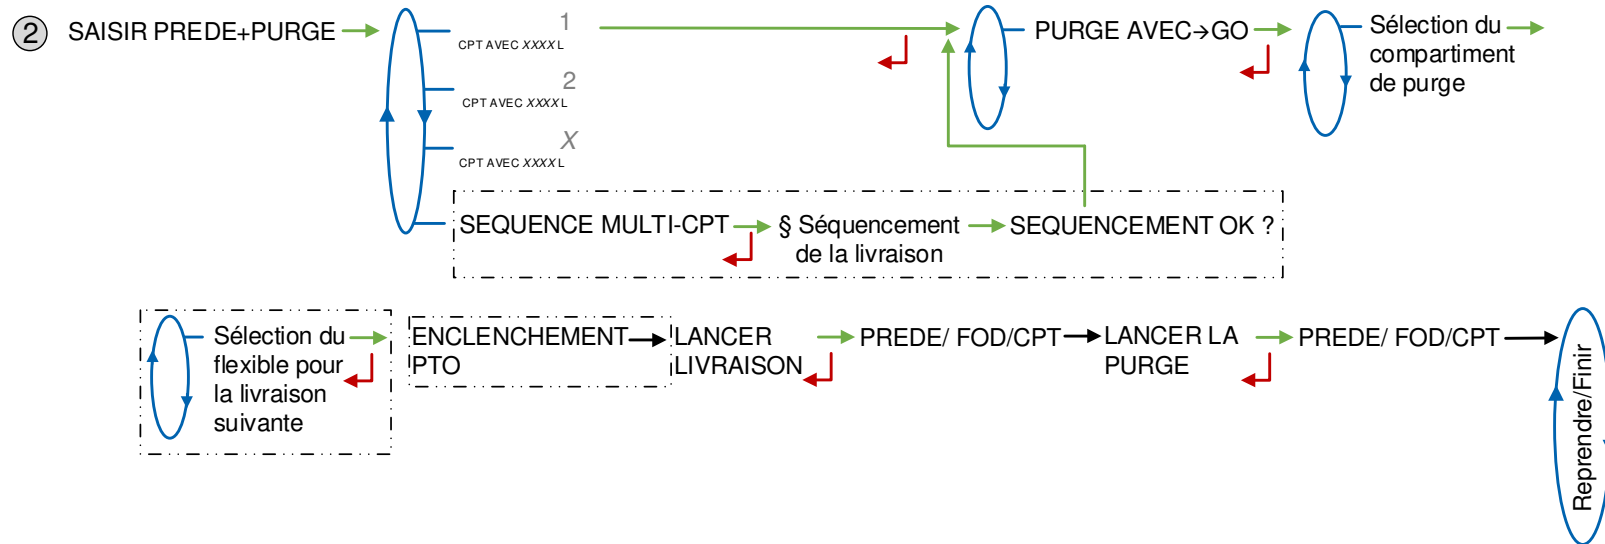 2 SAISIR PREDE+PURGE
CPT AVEC XXXX L 1
CPT AVEC XXXX L 2
CPT AVEC XXXX L X
SEQUENCE MULTI-CPT
§ Séquencement
de la livraison
SEQUENCEMENT OK ?
PURGE AVEC→GO
Sélection du
compartiment
de purge
Sélection du
flexible pour
la livraison
suivante
ENCLENCHEMENT
PTO
LANCER
LIVRAISON
PREDE/ FOD/CPT
LANCER LA
PURGE
PREDE/ FOD/CPT
Reprendre/Finir